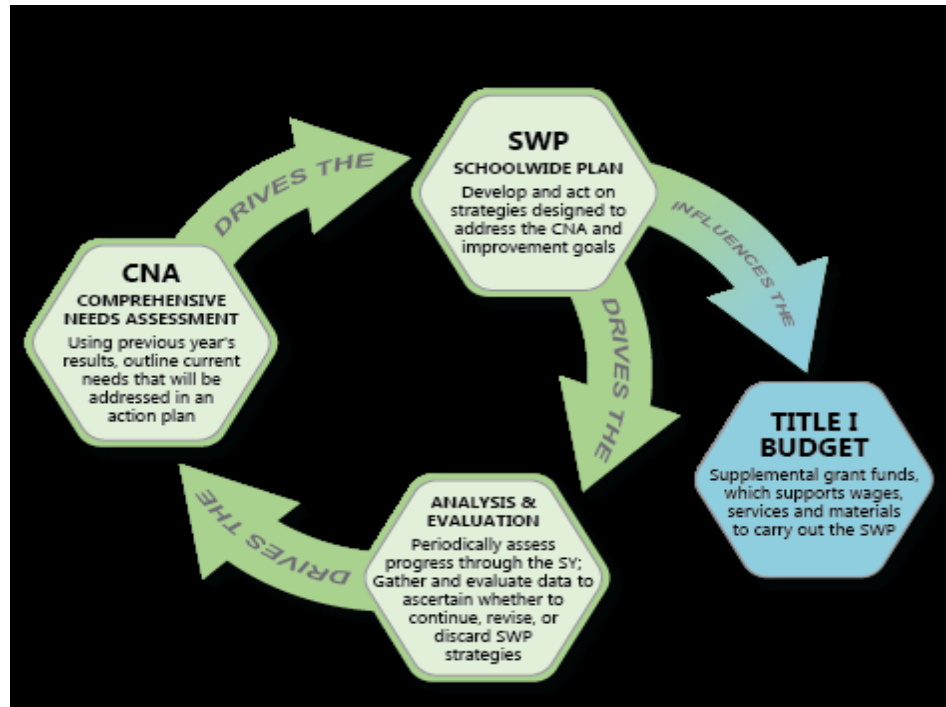 DRIVES THE
SWP
SCHOOLWIDE PLAN
Develop and act on
strategies designed to
address the CNA and
improvement goals
INFLUENCES THE
CNA
COMPREHENSIVE
NEEDS ASSESSMENT
Using previous year's
results, outline current
needs that will be
addressed in an
action plan
DRIVES THE
TITLE I
BUDGET
Supplemental grant funds,
which supports wages,
services and materials
to carry out the SWP
ANALYSIS &
EVALUATION
Periodically assess
progress through the SY;
Gather and evaluate data to
ascertain whether to
continue, revise, or
discard SWP
strategies
DRIVES THE